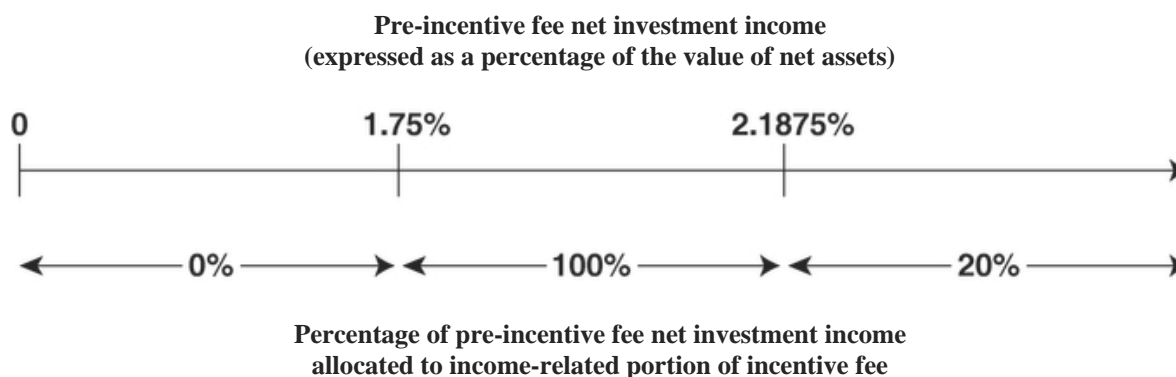 Pre-incentive fee net investment income
(expressed as a percentage of the value of net assets)
0 1.75% 2.1875%
0% 100% 20%
Percentage of pre-incentive fee net investment income
allocated to income-related portion of incentive fee